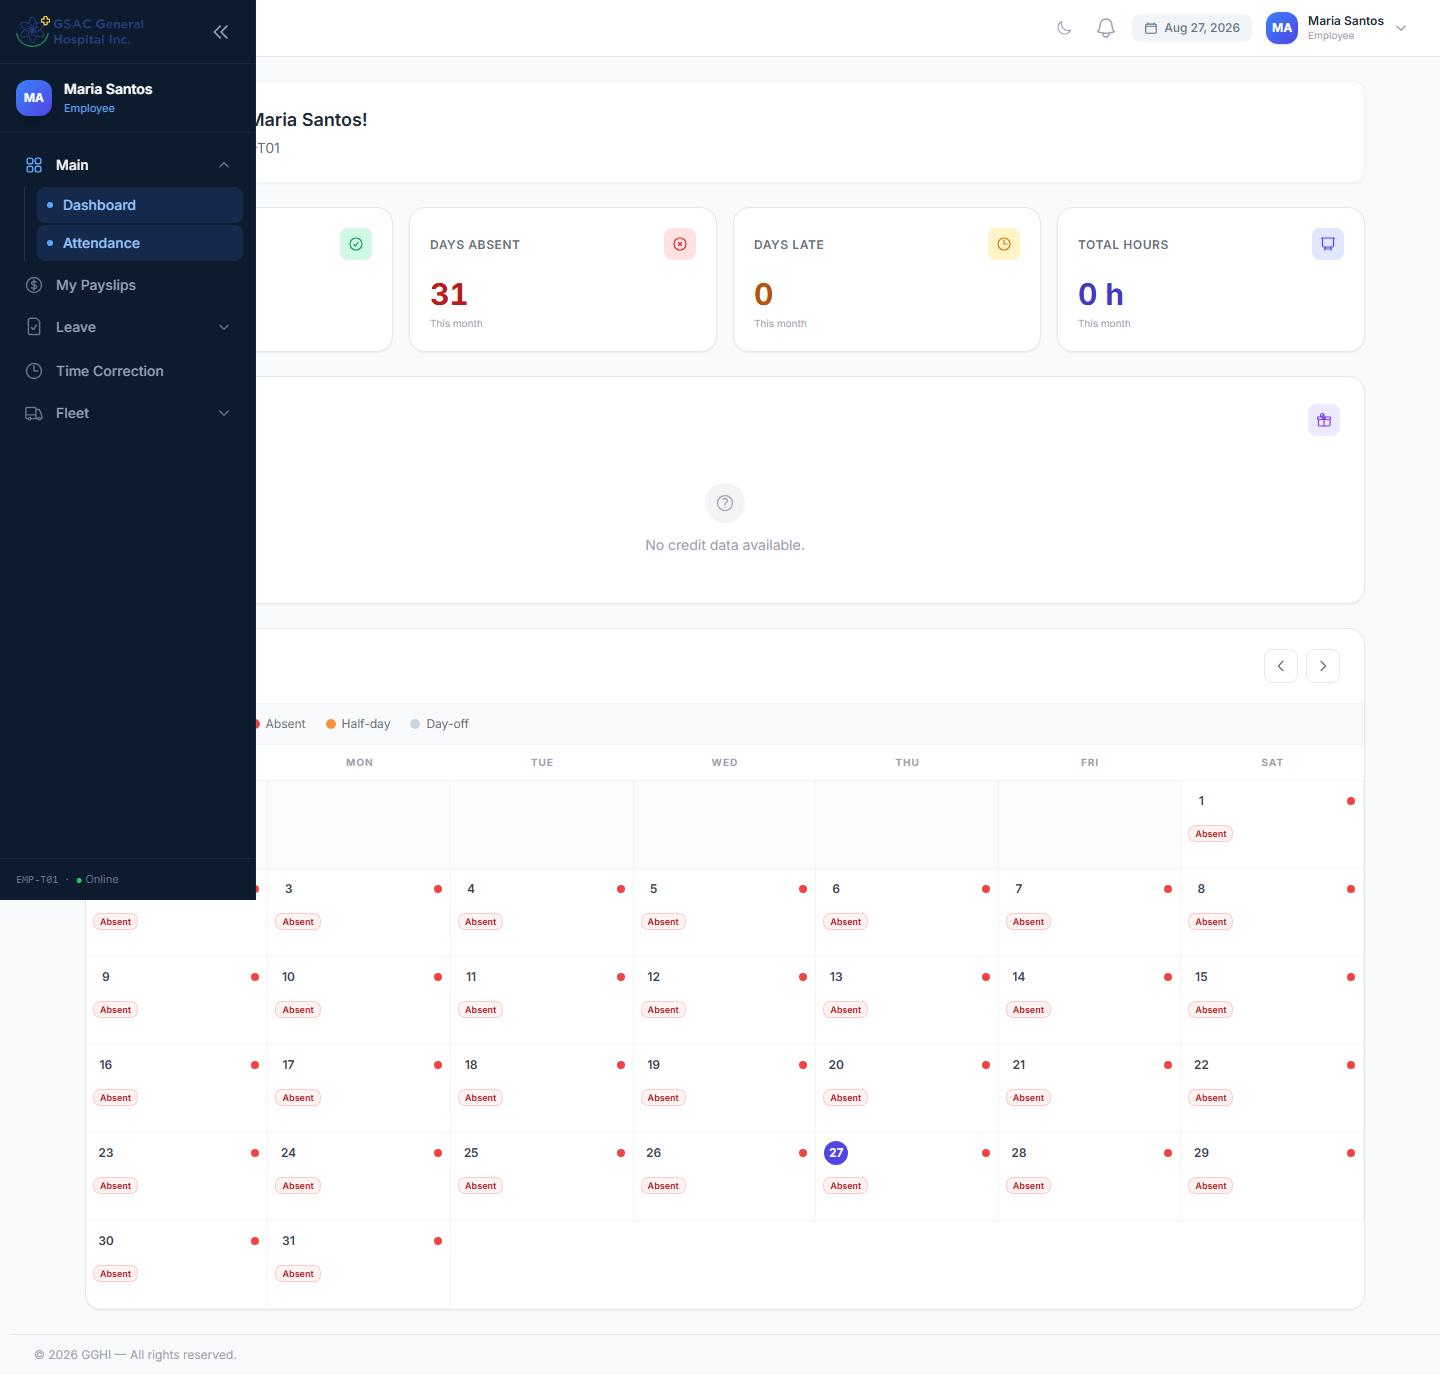 GSAC General
Hospital Inc.
Aug 27, 2026
MA
Maria Santos
Employee
MA
Maria Santos
Employee
Main
Dashboard
Attendance
My Payslips
Leave
Time Correction
Fleet
EMP-T01 · Online
Maria Santos!
-T01
DAYS ABSENT
31
This month
DAYS LATE
0
This month
TOTAL HOURS
0 h
This month
No credit data available.
Absent Half-day Day-off
MON TUE WED THU FRI SAT
1
Absent
3 4 5 6 7 8
Absent Absent Absent Absent Absent Absent Absent
9 10 11 12 13 14 15
Absent Absent Absent Absent Absent Absent Absent
16 17 18 19 20 21 22
Absent Absent Absent Absent Absent Absent Absent
23 24 25 26 27 28 29
Absent Absent Absent Absent Absent Absent Absent
30 31
Absent Absent
© 2026 GGHI — All rights reserved.